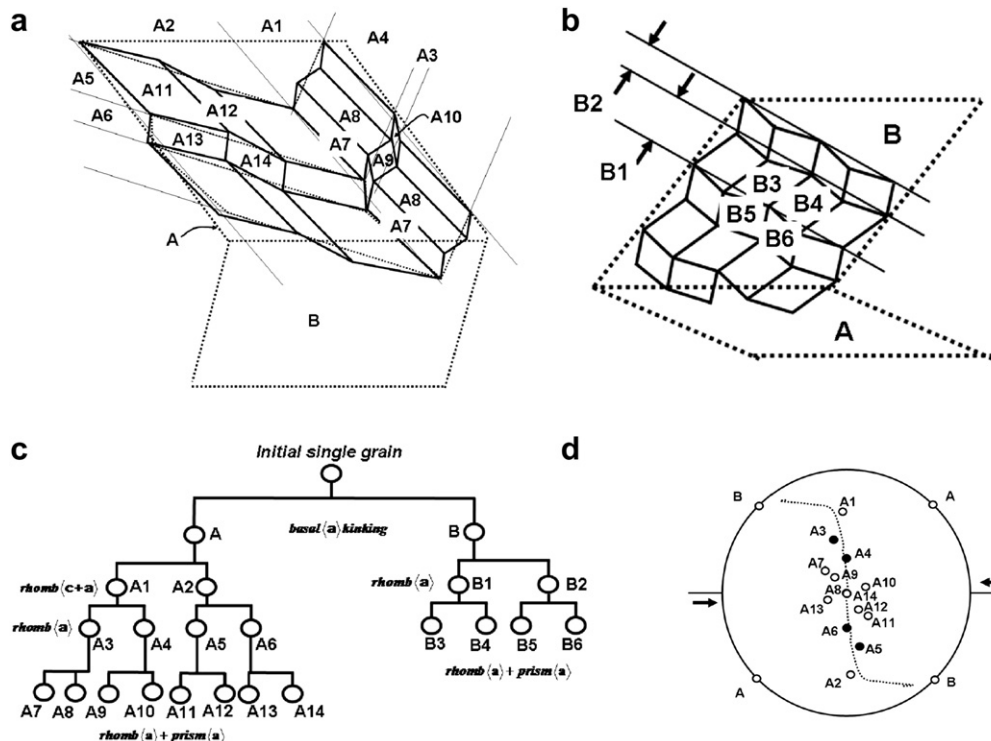 a
A2 A1 A4
A3
A5
A11
A6
A12
A8
A10
A13
A7
A14
A9
A8
A7
A
B
b
B2
B
B1
B3
B5 B4
B6
A
c
Initial single grain
A
basal⟨a⟩kinking
B
rhomb⟨c+a⟩ A1 A2
rhomb⟨a⟩ B1 B2
rhomb⟨a⟩ A3 A4 A5 A6
B3 B4 B5 B6
rhomb⟨a⟩+prism⟨a⟩
A7 A8 A9 A10 A11 A12 A13 A14
rhomb⟨a⟩+prism⟨a⟩
d
B A1 A
A3
A4
A7
A9
A10
A8
A14
A13
A12
A11
A6
A5
A2
A B